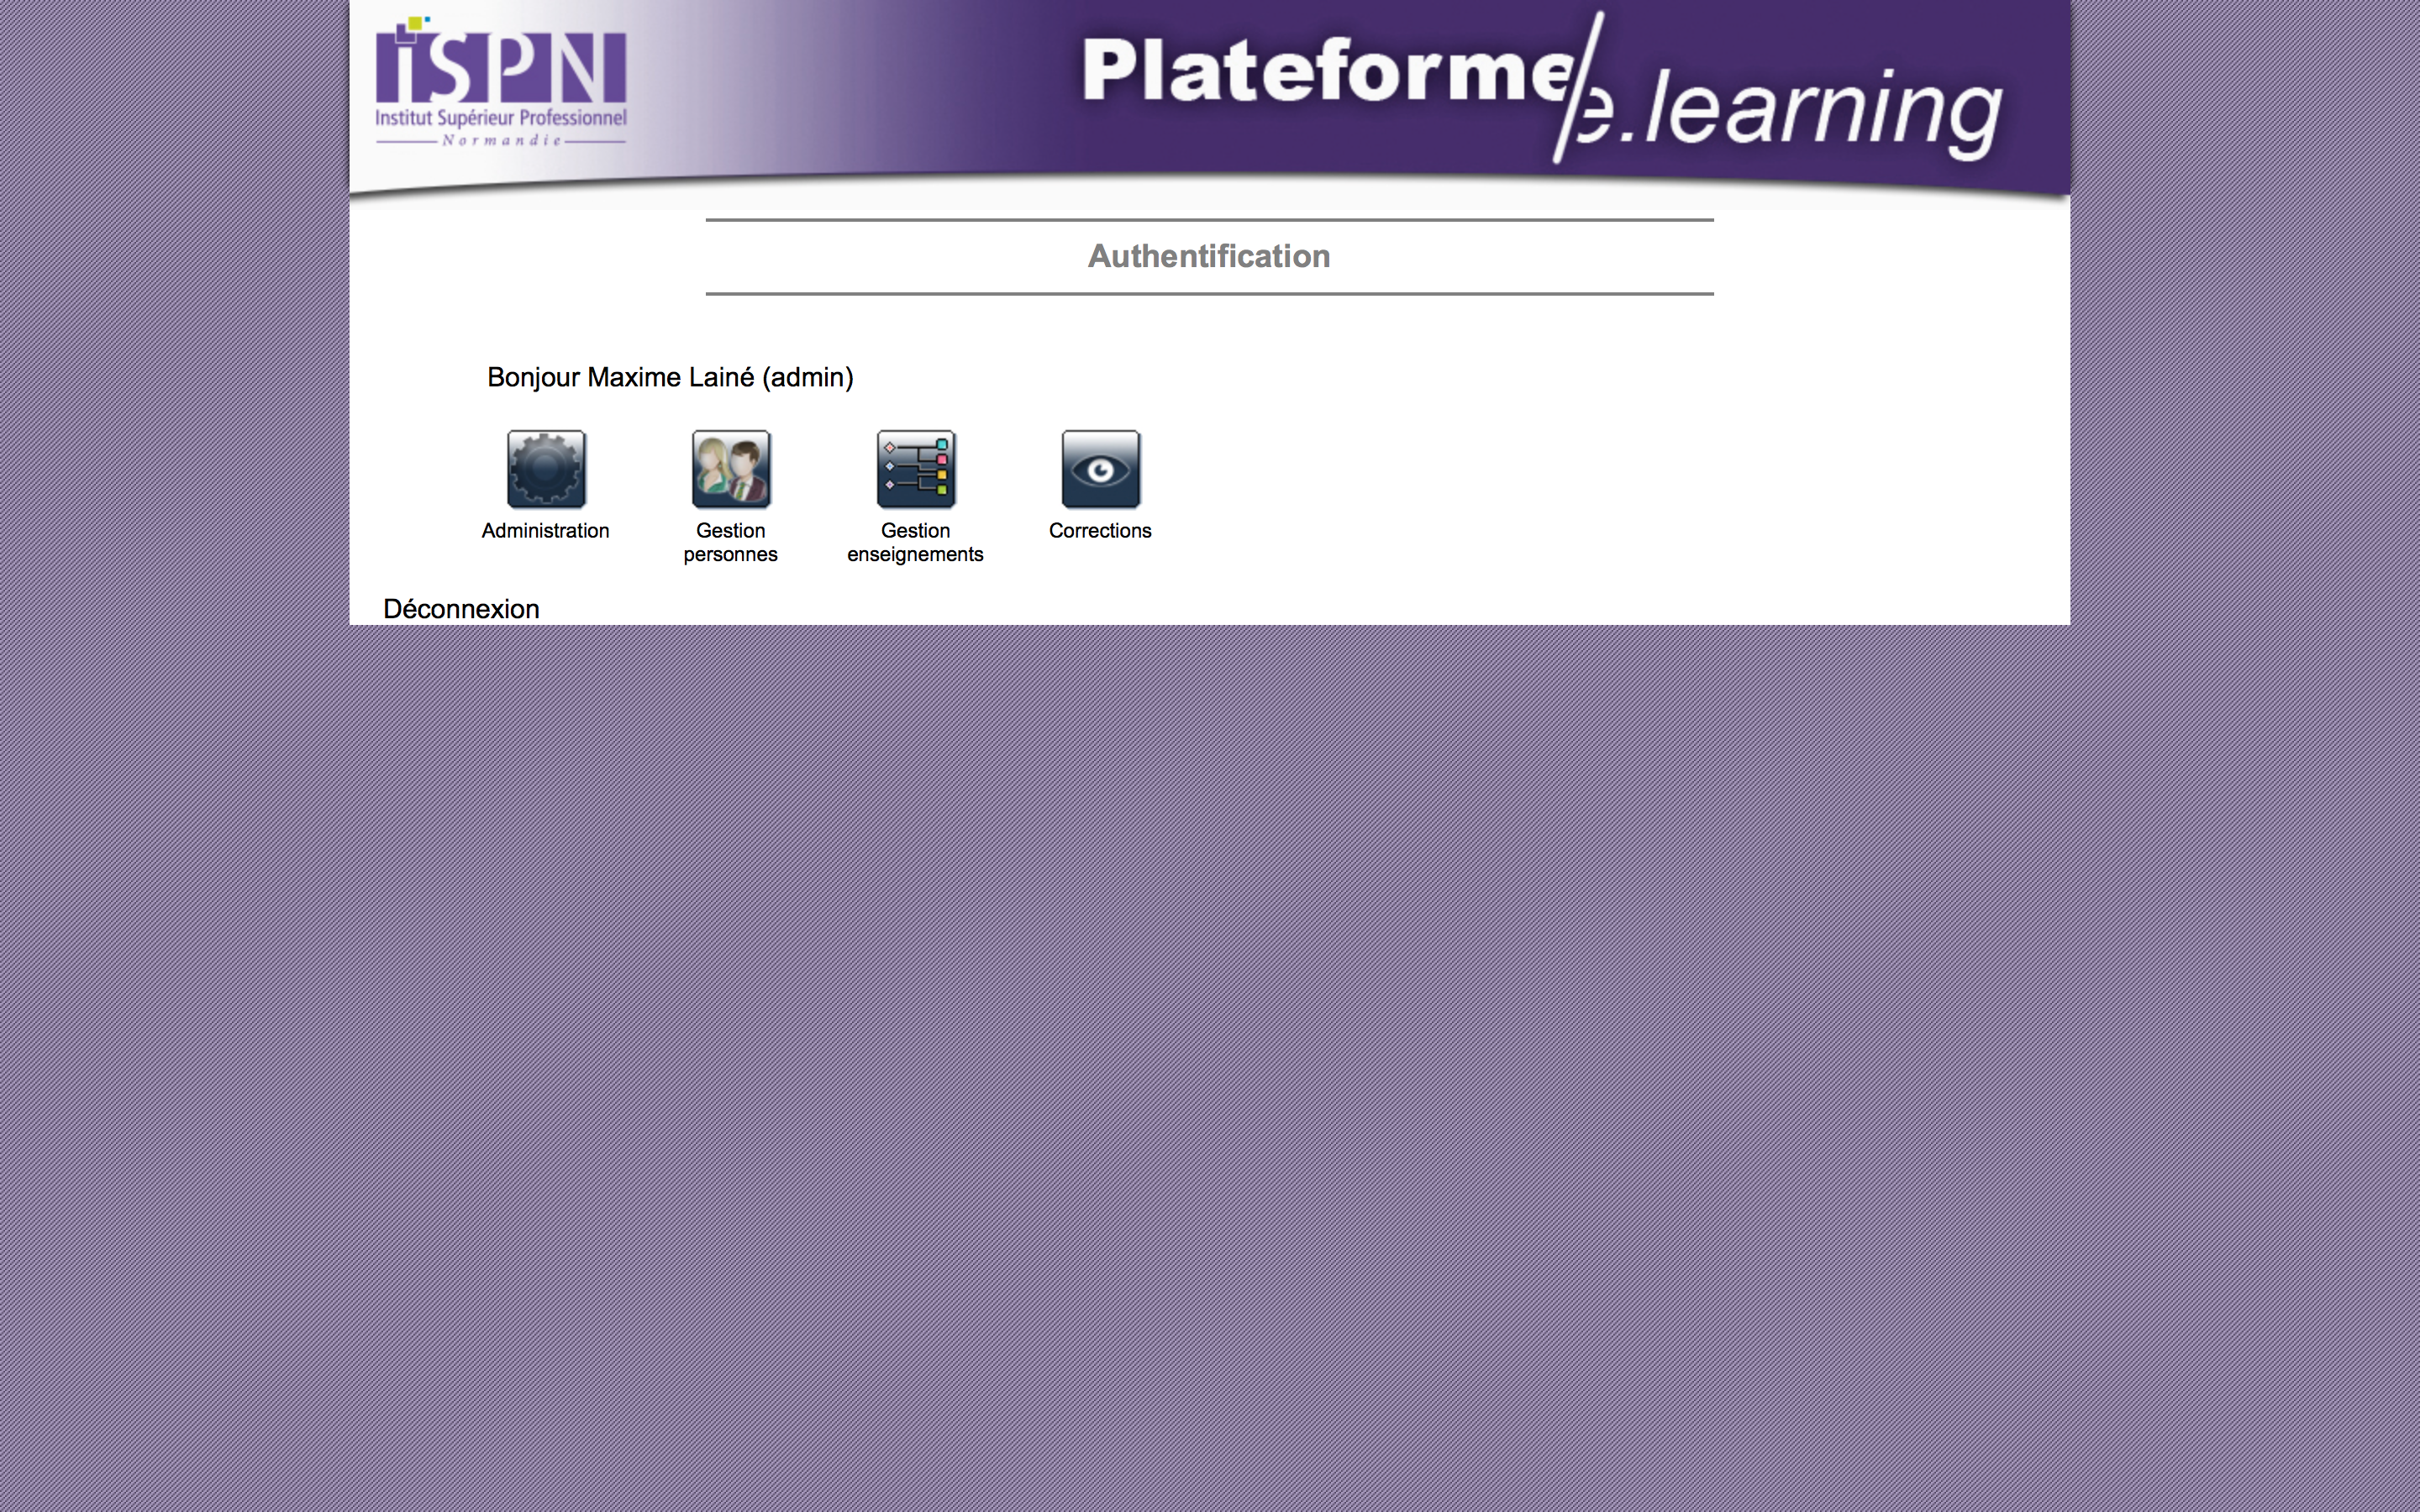 iSPN
Institut Supérieur Professionnel
Normandie
Plateforme
e.learning
Authentification
Bonjour Maxime Lainé (admin)
Administration
Gestion
personnes
Gestion
enseignements
Corrections
Déconnexion